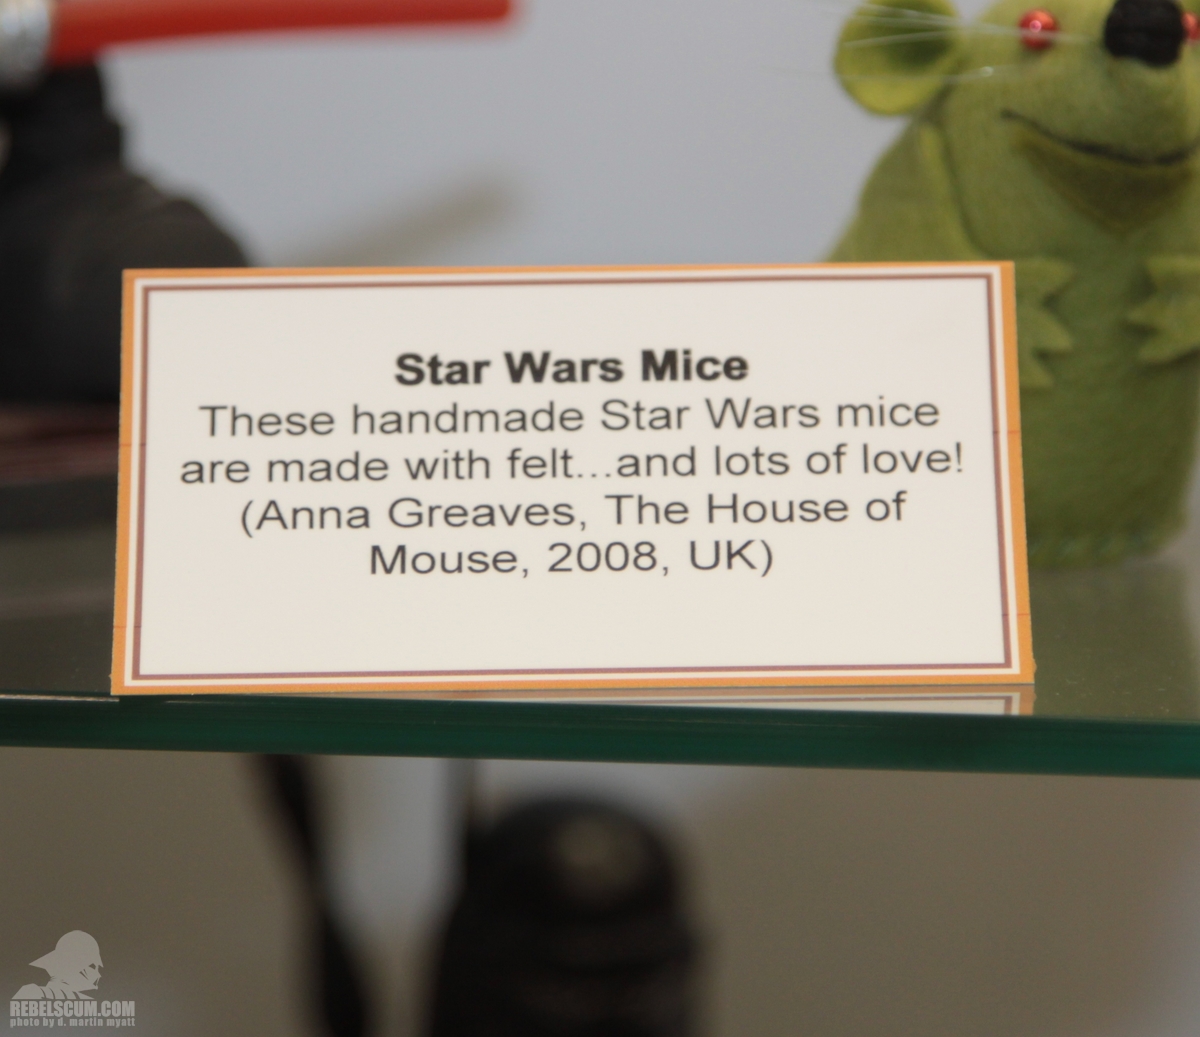 Star Wars Mice
These handmade Star Wars mice
are made with felt...and lots of love!
(Anna Greaves, The House of
Mouse, 2008, UK)
REBELSCUM.COM
photo by d. martin myatt